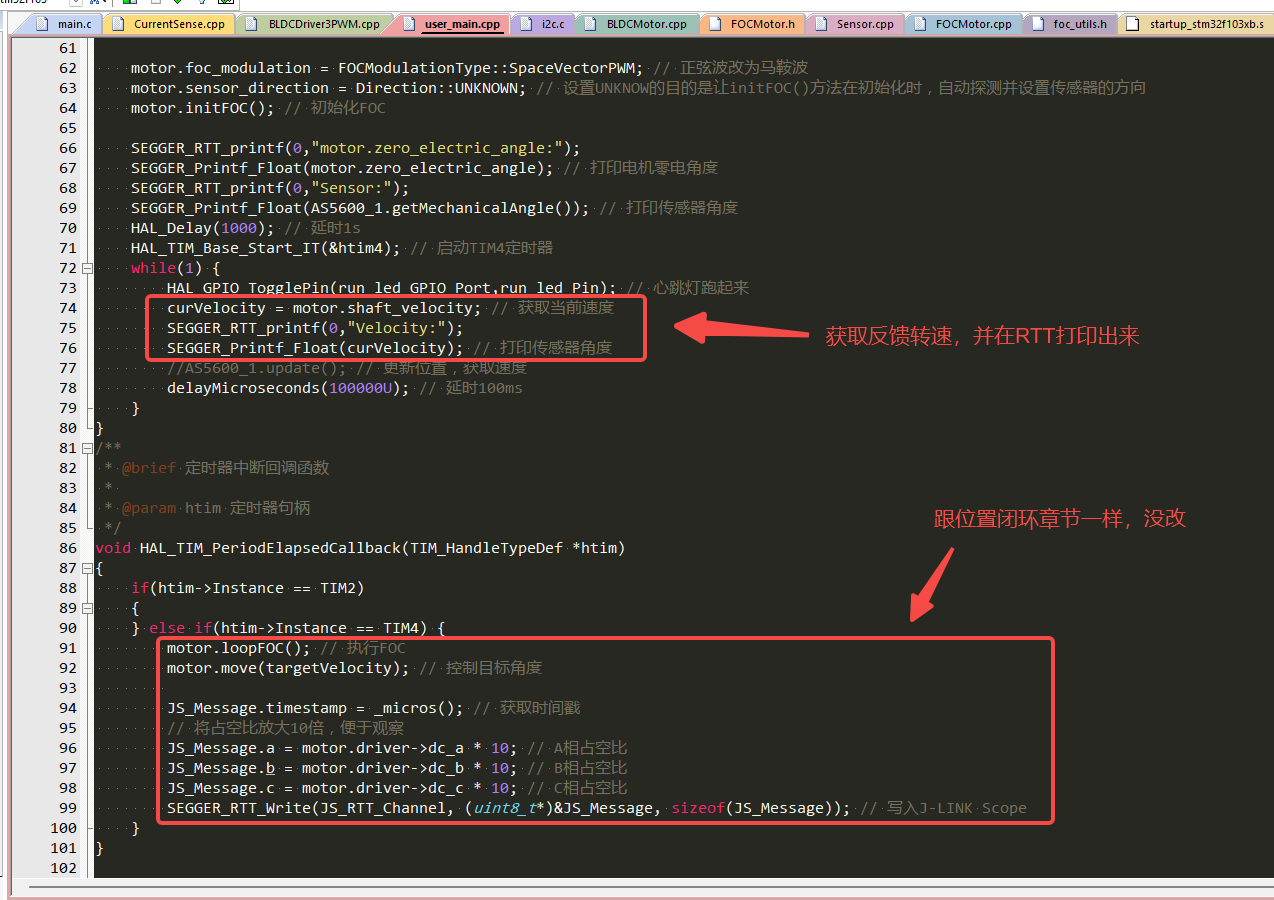 main.c CurrentSense.cpp BLDCDriver3PWM.cpp user_main.cpp i2c.c BLDCMotor.cpp FOCMotor.h Sensor.cpp FOCMotor.cpp foc_utils.h startup_stm32f103xb.s
61
62 motor.foc_modulation = FOCModulationType::SpaceVectorPWM; // 正弦波改为马鞍波
63 motor.sensor_direction = Direction::UNKNOWN; // 设置UNKNOW的目的是让initFOC()方法在初始化时，自动探测并设置传感器的方向
64 motor.initFOC(); // 初始化FOC
65
66 SEGGER_RTT_printf(0,"motor.zero_electric_angle:");
67 SEGGER_Printf_Float(motor.zero_electric_angle); // 打印电机零电角度
68 SEGGER_RTT_printf(0,"Sensor:");
69 SEGGER_Printf_Float(AS5600_1.getMechanicalAngle()); // 打印传感器角度
70 HAL_Delay(1000); // 延时1s
71 HAL_TIM_Base_Start_IT(&htim4); // 启动TIM4定时器
72 while(1) {
73 HAL_GPIO_TogglePin(run_led_GPIO_Port,run_led_Pin); // 心跳灯跑起来
74 curVelocity = motor.shaft_velocity; // 获取当前速度
75 SEGGER_RTT_printf(0,"Velocity:");
76 SEGGER_Printf_Float(curVelocity); // 打印传感器角度
获取反馈转速，并在RTT打印出来
77 //AS5600_1.update(); // 更新位置，获取速度
78 delayMicroseconds(100000U); // 延时100ms
79 }
80 }
81 /**
82 * @brief 定时器中断回调函数
83 *
84 * @param htim 定时器句柄
85 */
跟位置闭环章节一样，没改
86 void HAL_TIM_PeriodElapsedCallback(TIM_HandleTypeDef *htim)
87 {
88 if(htim->Instance == TIM2)
89 {
90 } else if(htim->Instance == TIM4) {
91 motor.loopFOC(); // 执行FOC
92 motor.move(targetVelocity); // 控制目标角度
93
94 JS_Message.timestamp = _micros(); // 获取时间戳
95 // 将占空比放大10倍，便于观察
96 JS_Message.a = motor.driver->dc_a * 10; // A相占空比
97 JS_Message.b = motor.driver->dc_b * 10; // B相占空比
98 JS_Message.c = motor.driver->dc_c * 10; // C相占空比
99 SEGGER_RTT_Write(JS_RTT_Channel, (uint8_t*)&JS_Message, sizeof(JS_Message)); // 写入J-LINK Scope
100 }
101 }
102